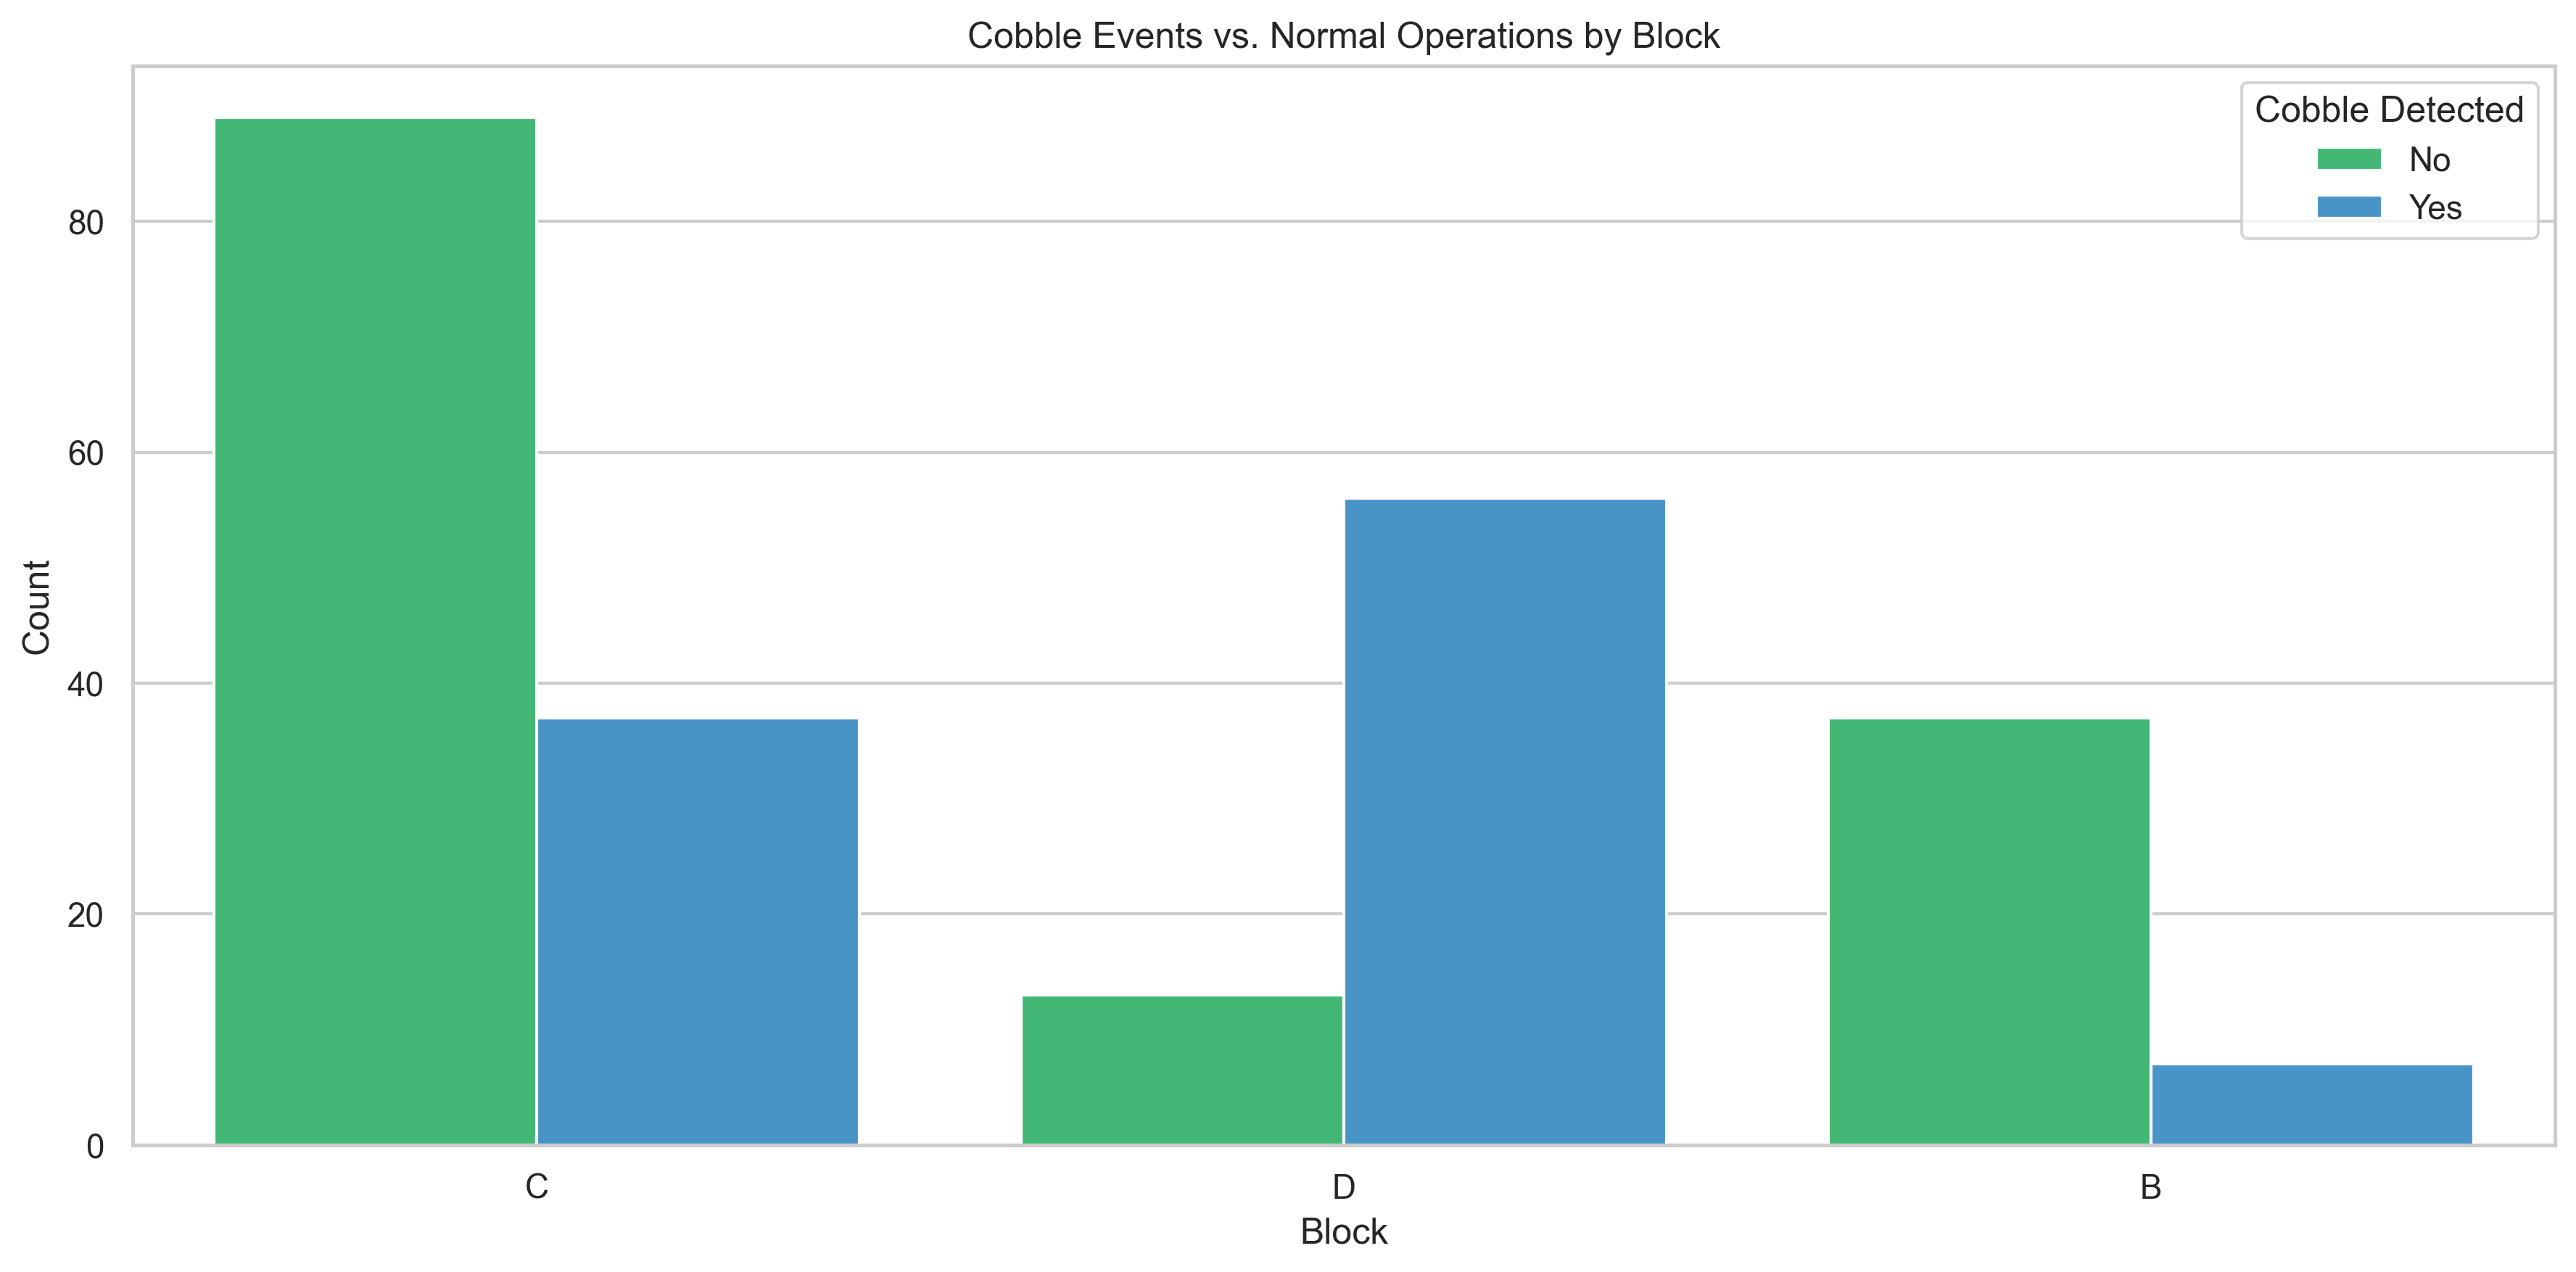 Cobble Events vs. Normal Operations by Block
Cobble Detected
No
Yes
80
60
40
20
0
Count
C
D
B
Block